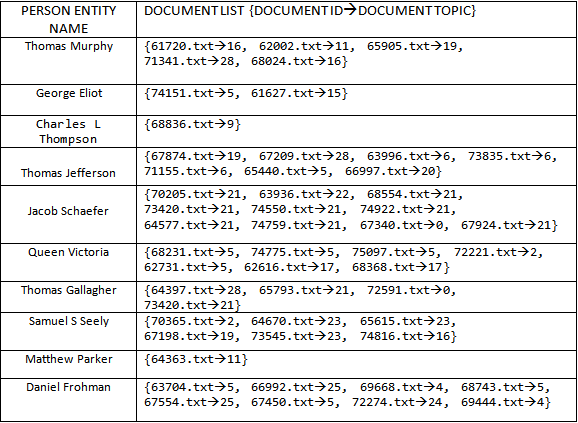 PERSON ENTITY NAME
DOCUMENT LIST {DOCUMENT ID→DOCUMENT TOPIC}
Thomas Murphy
{61720.txt→16, 62002.txt→11, 65905.txt→19,
71341.txt→28, 68024.txt→16}
George Eliot
{74151.txt→5, 61627.txt→15}
Charles L
Thompson
{68836.txt→9}
Thomas Jefferson
{67874.txt→19, 67209.txt→28, 63996.txt→6, 73835.txt→6,
71155.txt→6, 65440.txt→5, 66997.txt→20}
Jacob Schaefer
{70205.txt→21, 63936.txt→22, 68554.txt→21,
73420.txt→21, 74550.txt→21, 74922.txt→21,
64577.txt→21, 74759.txt→21, 67340.txt→0, 67924.txt→21}
Queen Victoria
{68231.txt→5, 74775.txt→5, 75097.txt→5, 72221.txt→2,
62731.txt→5, 62616.txt→17, 68368.txt→17}
Thomas Gallagher
{64397.txt→28, 65793.txt→21, 72591.txt→0,
73420.txt→21}
Samuel S Seely
{70365.txt→2, 64670.txt→23, 65615.txt→23,
67198.txt→19, 73545.txt→23, 74816.txt→16}
Matthew Parker
{64363.txt→11}
Daniel Frohman
{63704.txt→5, 66992.txt→25, 69668.txt→4, 68743.txt→5,
67554.txt→25, 67450.txt→5, 72274.txt→24, 69444.txt→4}